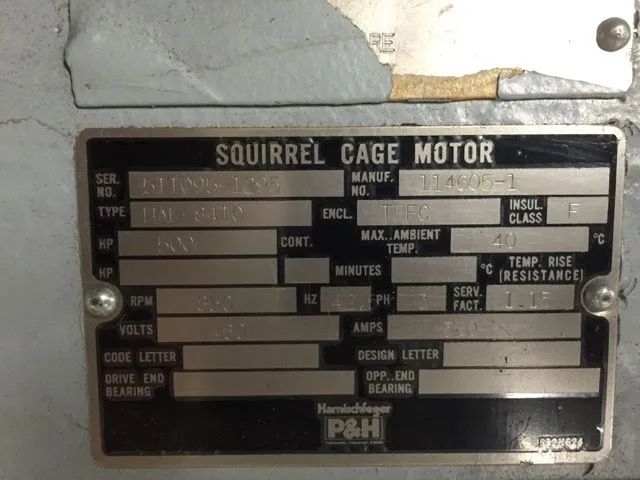 RE
SQUIRREL CAGE MOTOR
SER. NO. MANUF. NO. 114605-1
TYPE ENCL. TEFC INSUL. CLASS F
HP 500 CONT. MAX. AMBIENT TEMP. 40 °C
HP MINUTES °C TEMP. RISE (RESISTANCE)
RPM HZ PH 3 SERV. FACT. 1.15
VOLTS AMPS
CODE LETTER DESIGN LETTER
DRIVE END BEARING OPP. END BEARING
Harnischfeger
P&H